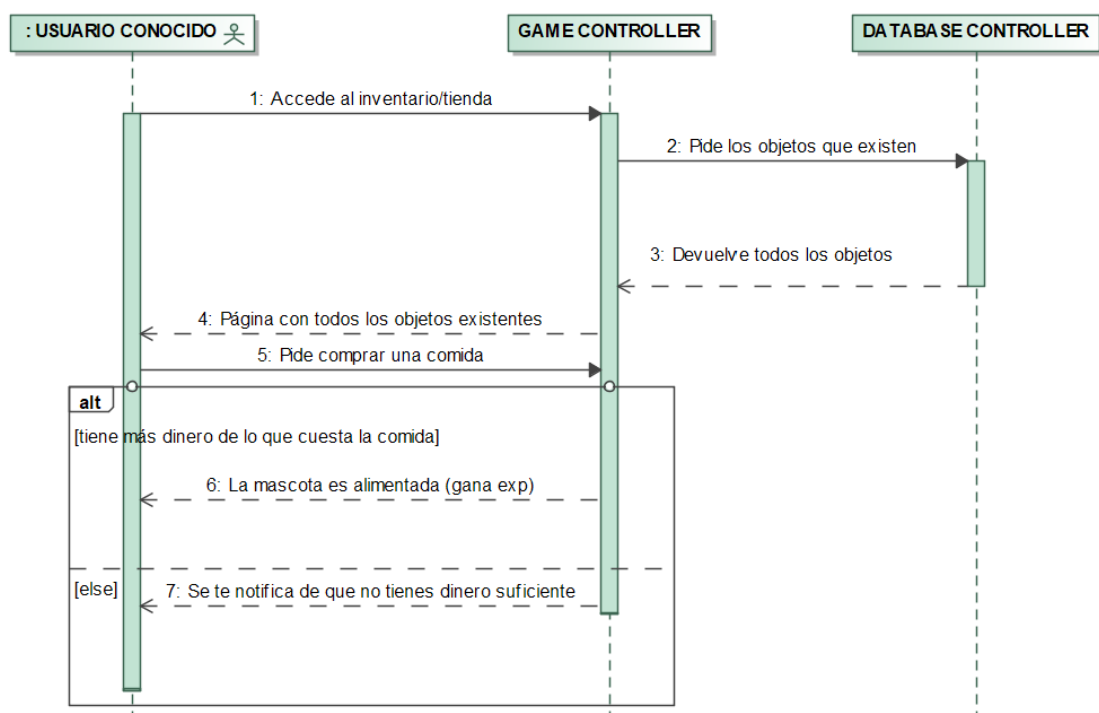 : USUARIO CONOCIDO
GAME CONTROLLER
DATABASE CONTROLLER
1: Accede al inventario/tienda
2: Pide los objetos que existen
3: Devuelve todos los objetos
4: Página con todos los objetos existentes
5: Pide comprar una comida
alt
[tiene más dinero de lo que cuesta la comida]
6: La mascota es alimentada (gana exp)
[else]
7: Se te notifica de que no tienes dinero suficiente